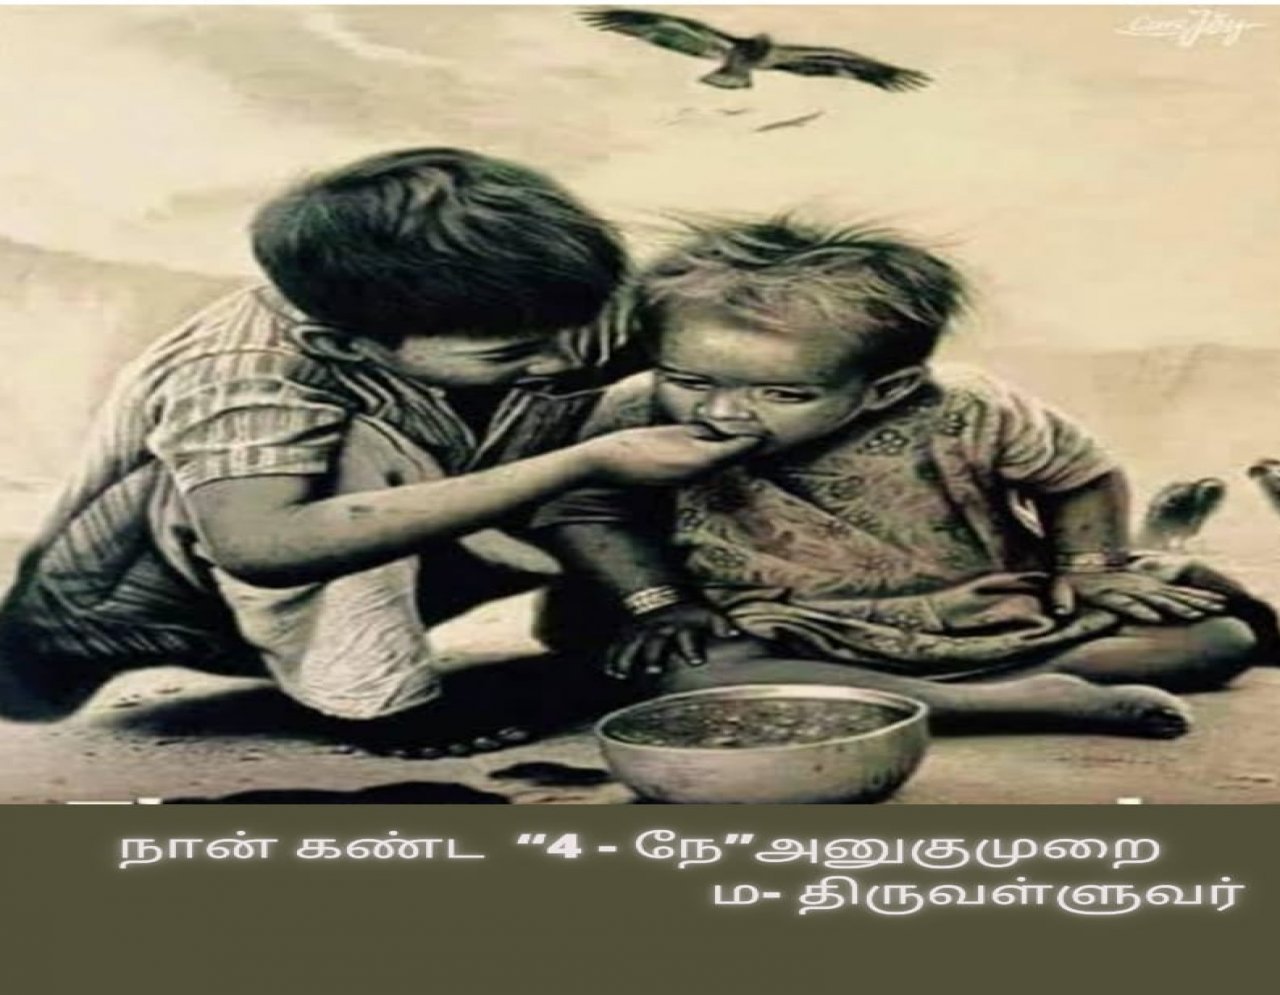 நான் கண்ட “4 - நே”அனுகுமுறை
ம- திருவள்ளுவர்